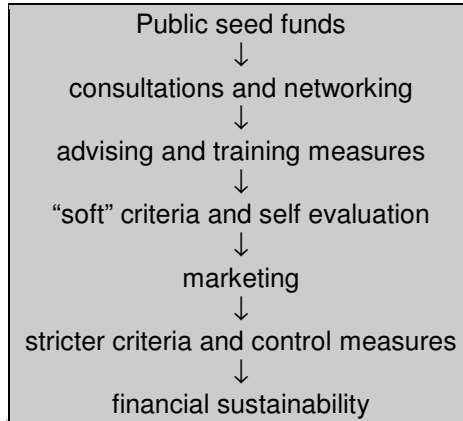 Public seed funds
↓
consultations and networking
↓
advising and training measures
↓
“soft” criteria and self evaluation
↓
marketing
↓
stricter criteria and control measures
↓
financial sustainability